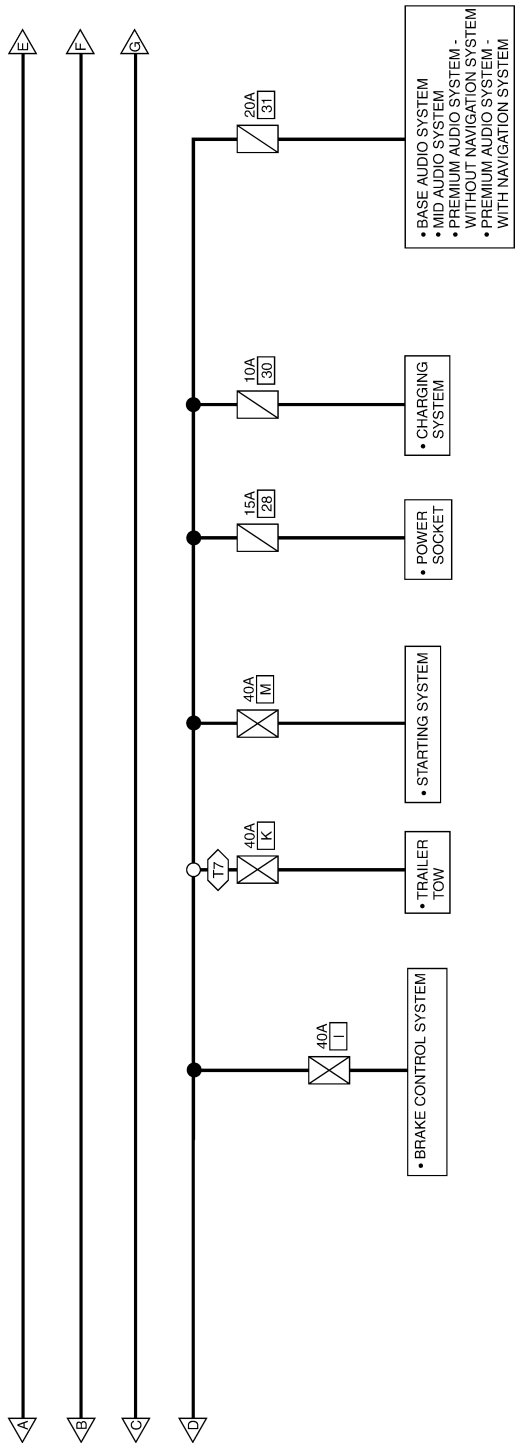 A
B
C
D
E
F
G
40A
I
• BRAKE CONTROL SYSTEM
T7
40A
K
• TRAILER
TOW
40A
M
• STARTING SYSTEM
15A
28
• POWER
SOCKET
10A
30
• CHARGING
SYSTEM
20A
31
• BASE AUDIO SYSTEM
• MID AUDIO SYSTEM
• PREMIUM AUDIO SYSTEM -
WITHOUT NAVIGATION SYSTEM
• PREMIUM AUDIO SYSTEM -
WITH NAVIGATION SYSTEM